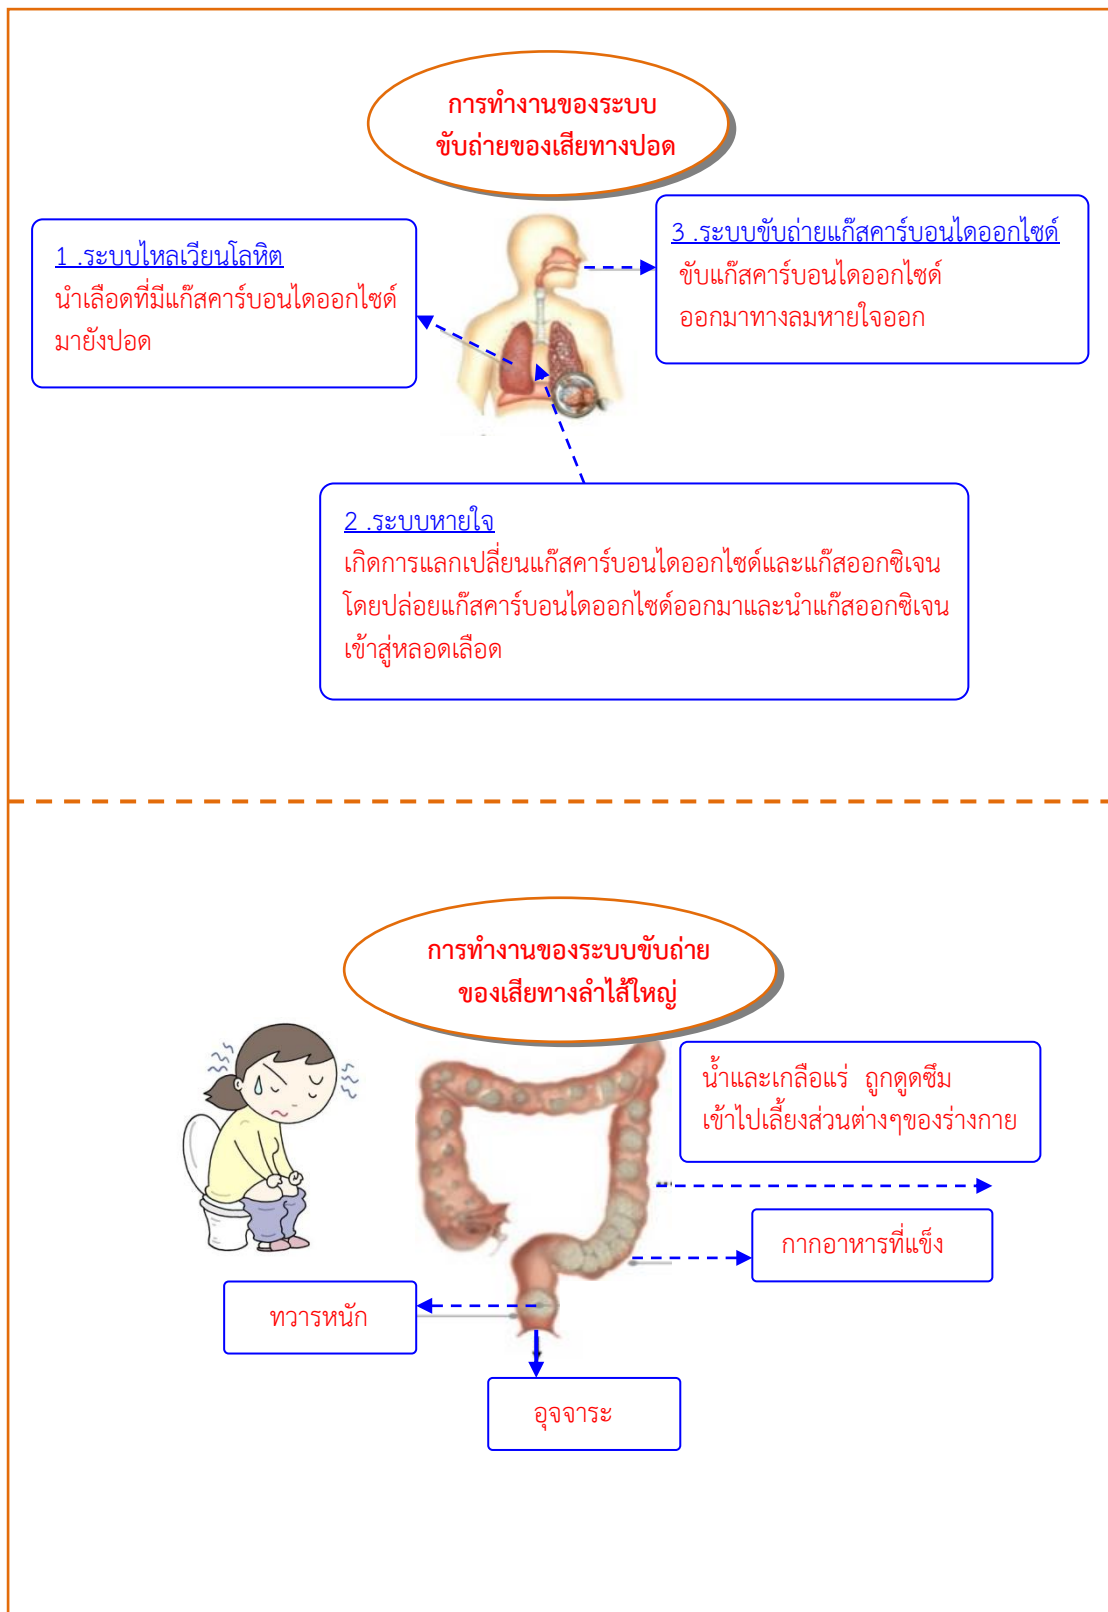 การทำงานของระบบ
ขับถ่ายของเสียทางปอด
1 .ระบบไหลเวียนโลหิต
นำเลือดที่มีแก๊สคาร์บอนไดออกไซด์
มายังปอด
3 .ระบบขับถ่ายแก๊สคาร์บอนไดออกไซด์
ขับแก๊สคาร์บอนไดออกไซด์
ออกมาทางลมหายใจออก
2 .ระบบหายใจ
เกิดการแลกเปลี่ยนแก๊สคาร์บอนไดออกไซด์และแก๊สออกซิเจน
โดยปล่อยแก๊สคาร์บอนไดออกไซด์ออกมาและนำแก๊สออกซิเจน
เข้าสู่หลอดเลือด
การทำงานของระบบขับถ่าย
ของเสียทางลำไส้ใหญ่
น้ำและเกลือแร่ ถูกดูดซึม
เข้าไปเลี้ยงส่วนต่างๆของร่างกาย
กากอาหารที่แข็ง
ทวารหนัก
อุจจาระ